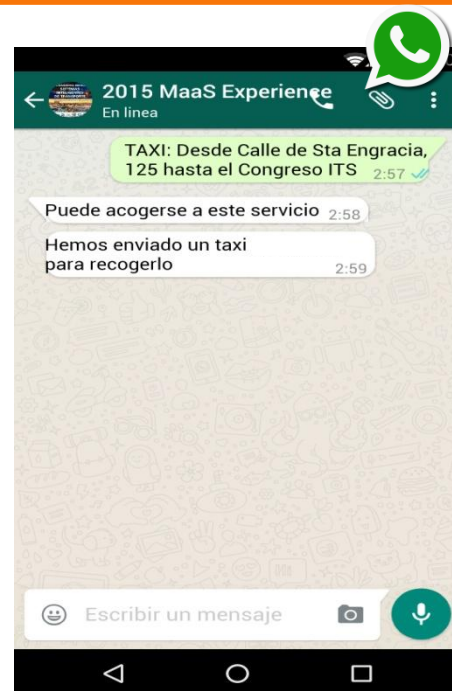 2015 MaaS Experience
En linea
TAXI: Desde Calle de Sta Engracia,
125 hasta el Congreso ITS 2:57
Puede acogerse a este servicio 2:58
Hemos enviado un taxi
para recogerlo 2:59
Escribir un mensaje